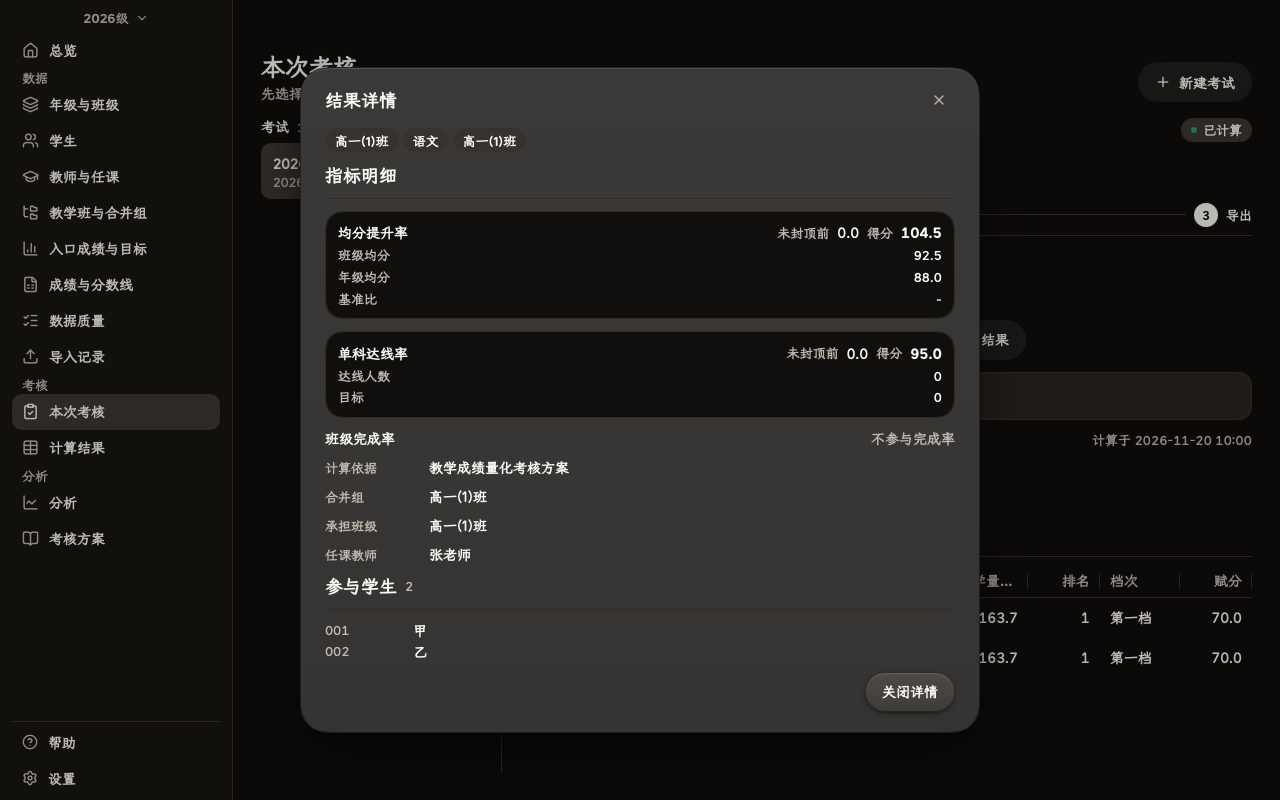 2026级
总览
数据
年级与班级
学生
教师与任课
教学班与合并组
入口成绩与目标
成绩与分数线
数据质量
导入记录
考核
本次考核
计算结果
分析
分析
考核方案
帮助
设置
本次考核
先选择
考试
2026
新建考试
已计算
3 导出
结果
计算于 2026-11-20 10:00
排名 档次 赋分
163.7 1 第一档 70.0
163.7 1 第一档 70.0
结果详情
高一(1)班 语文 高一(1)班
指标明细
均分提升率 未封顶前 0.0 得分 104.5
班级均分 92.5
年级均分 88.0
基准比 -
单科达线率 未封顶前 0.0 得分 95.0
达线人数 0
目标 0
班级完成率 不参与完成率
计算依据 教学成绩量化考核方案
合并组 高一(1)班
承担班级 高一(1)班
任课教师 张老师
参与学生 2
001 甲
002 乙
关闭详情